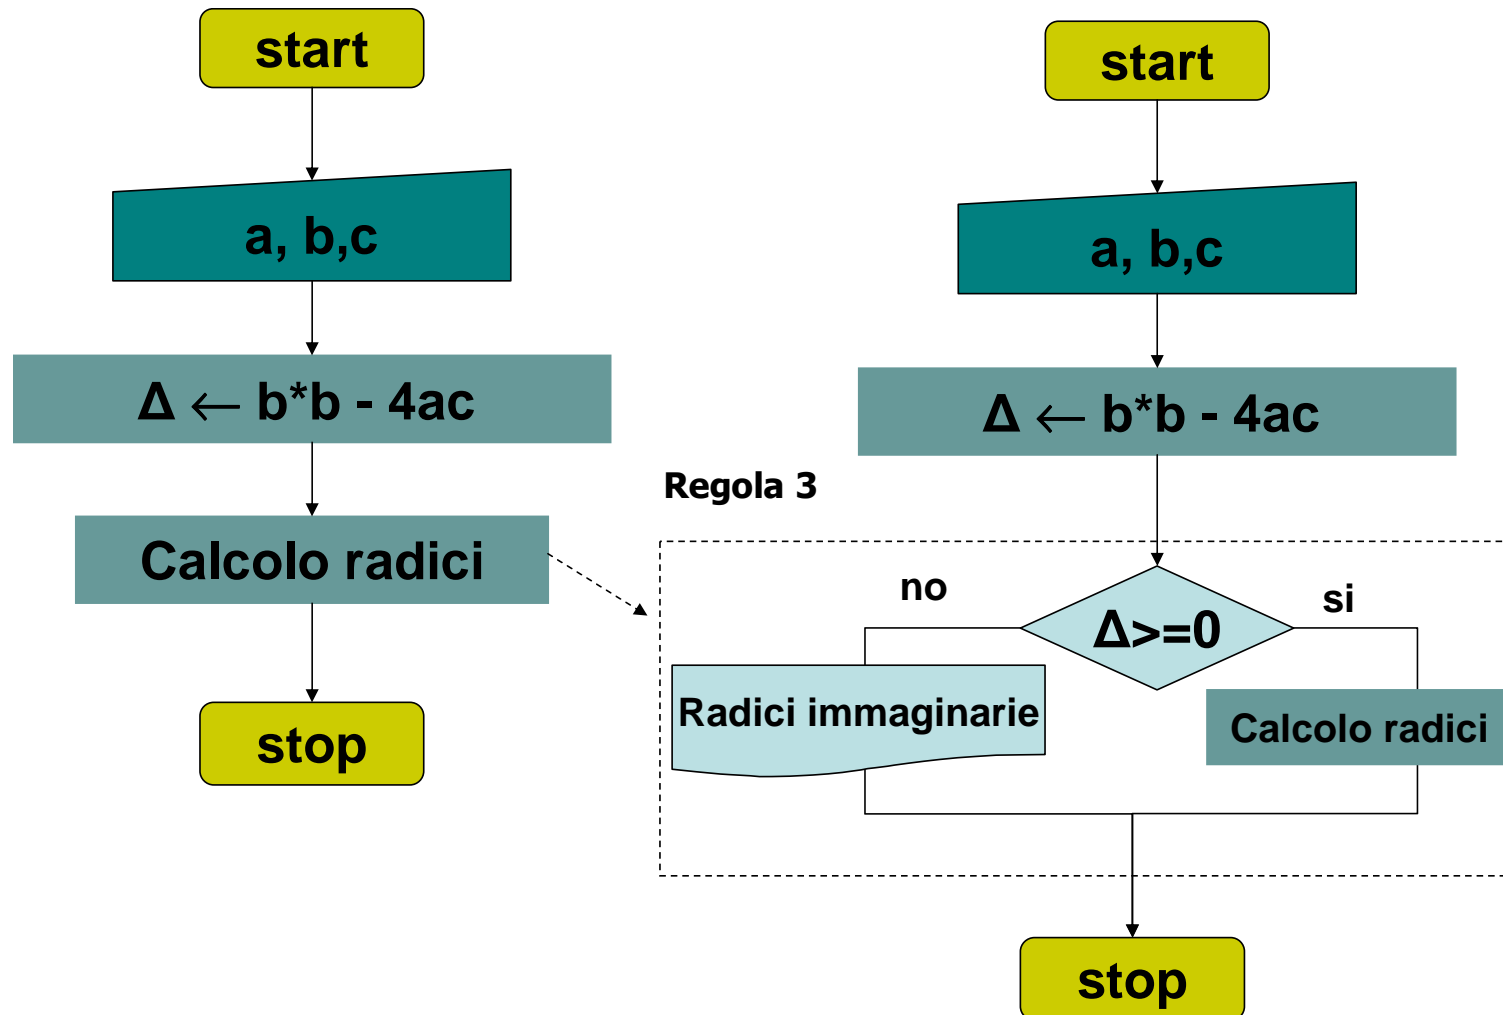 start
a, b,c
Δ ← b*b - 4ac
Calcolo radici
stop
start
a, b,c
Δ ← b*b - 4ac
Regola 3
Δ>=0
no
si
Radici immaginarie
Calcolo radici
stop